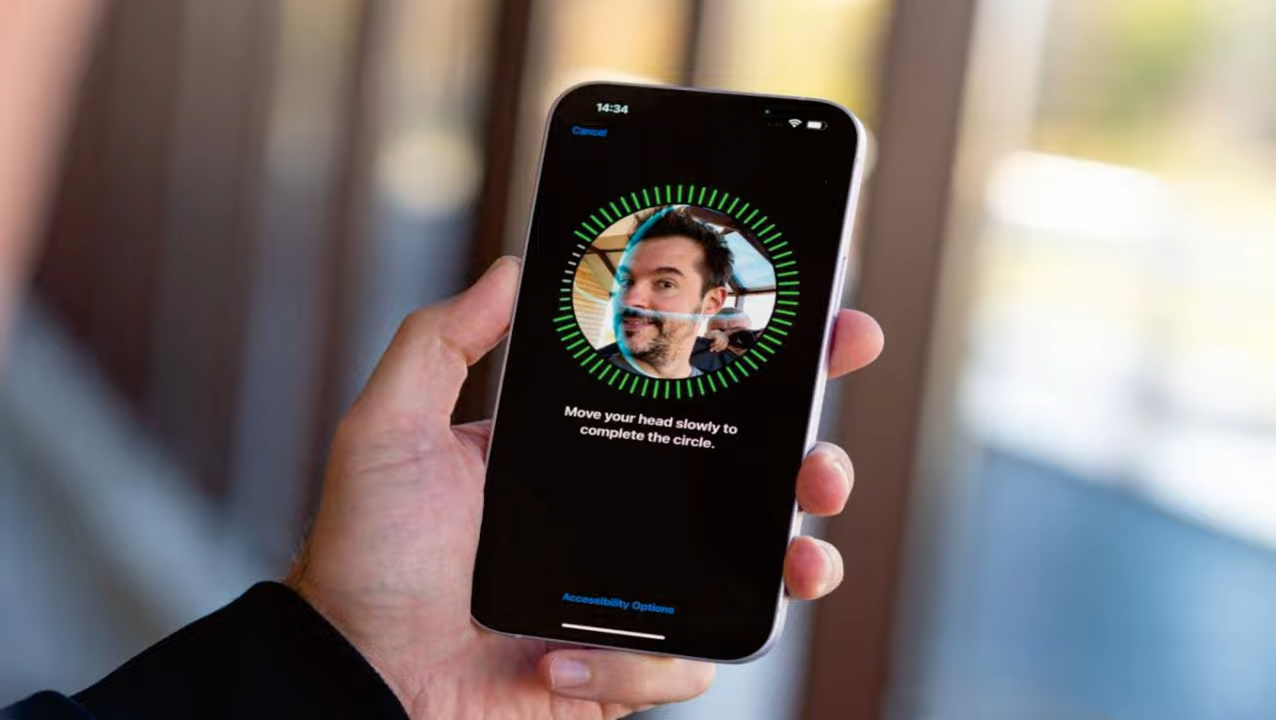 14:34
Cancel
Move your head slowly to
complete the circle.
Accessibility Options